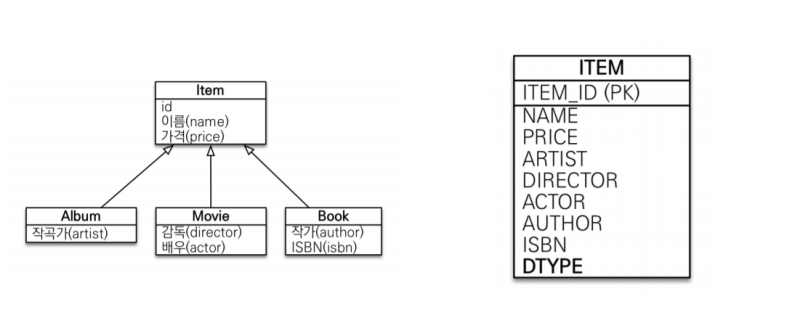 Item
id
이름(name)
가격(price)
Album
작곡가(artist)
Movie
감독(director)
배우(actor)
Book
작가(author)
ISBN(isbn)
ITEM
ITEM_ID (PK)
NAME
PRICE
ARTIST
DIRECTOR
ACTOR
AUTHOR
ISBN
DTYPE